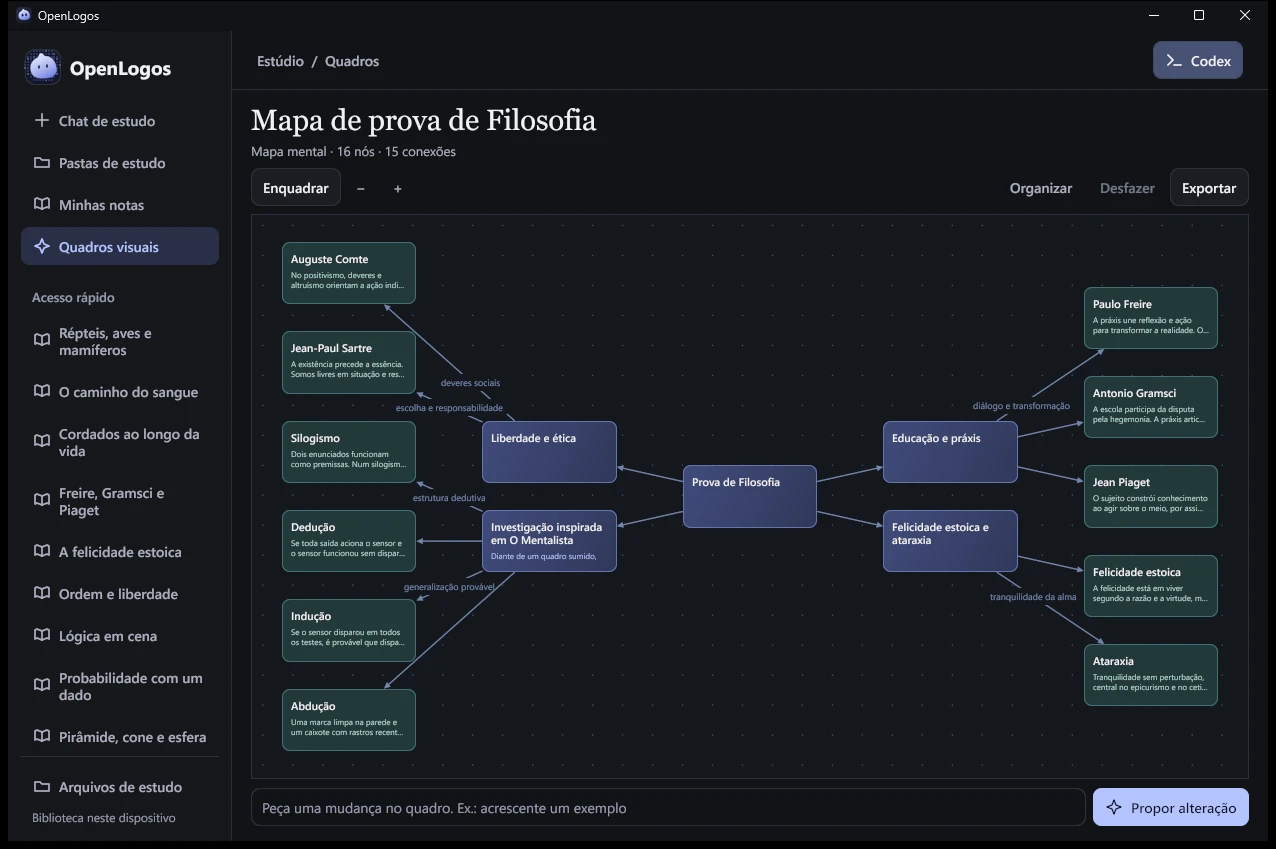 OpenLogos
OpenLogos
Chat de estudo
Pastas de estudo
Minhas notas
Quadros visuais
Acesso rápido
Répteis, aves e
mamíferos
O caminho do sangue
Cordados ao longo da
vida
Freire, Gramsci e
Piaget
A felicidade estoica
Ordem e liberdade
Lógica em cena
Probabilidade com um
dado
Pirâmide, cone e esfera
Arquivos de estudo
Biblioteca neste dispositivo
Estúdio / Quadros
Codex
Mapa de prova de Filosofia
Mapa mental · 16 nós · 15 conexões
Enquadrar − +
Organizar Desfazer Exportar
Auguste Comte
No positivismo, deveres e
altruísmo orientam a ação indi...
Jean-Paul Sartre
A existência precede a essência.
Somos livres em situação e res...
Silogismo
Dois enunciados funcionam
como premissas. Num silogism...
Dedução
Se toda saída aciona o sensor e
o sensor funcionou sem dispar...
Indução
Se o sensor disparou em todos
os testes, é provável que dispa...
Abdução
Uma marca limpa na parede e
um caixote com rastros recent...
deveres sociais
escolha e responsabilidade
estrutura dedutiva
generalização provável
Liberdade e ética
Investigação inspirada
em O Mentalista
Diante de um quadro sumido,
Prova de Filosofia
Educação e práxis
Felicidade estoica e
ataraxia
diálogo e transformação
tranquilidade da alma
Paulo Freire
A práxis une reflexão e ação
para transformar a realidade. O...
Antonio Gramsci
A escola participa da disputa
pela hegemonia. A práxis artic...
Jean Piaget
O sujeito constrói conhecimento
ao agir sobre o meio, por assi...
Felicidade estoica
A felicidade está em viver
segundo a razão e a virtude, m...
Ataraxia
Tranquilidade sem perturbação,
central no epicurismo e no ceti...
Peça uma mudança no quadro. Ex.: acrescente um exemplo
Propor alteração